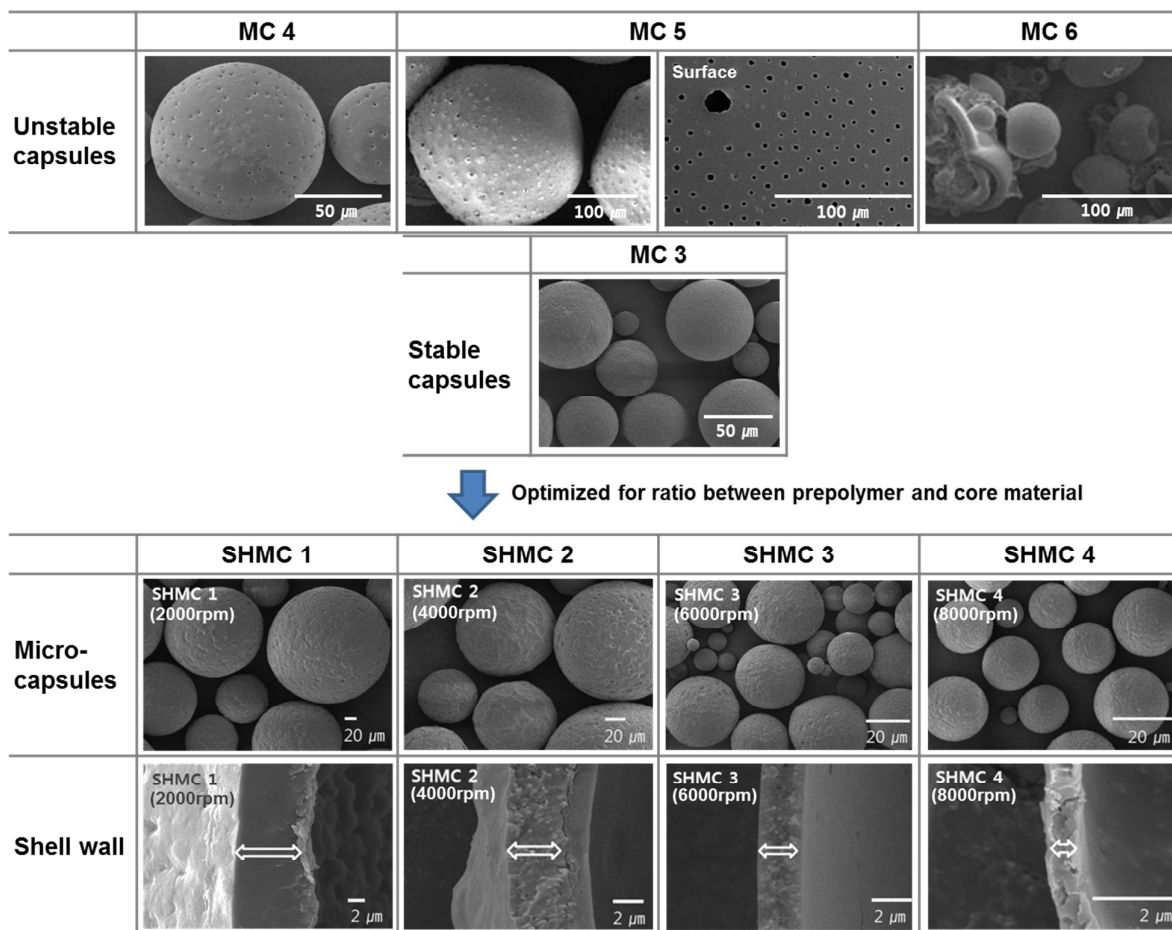 MC 4
MC 5
MC 6
Unstable
capsules
50 ㎛
100 ㎛
Surface
100 ㎛
100 ㎛
MC 3
Stable
capsules
50 ㎛
Optimized for ratio between prepolymer and core material
SHMC 1
SHMC 2
SHMC 3
SHMC 4
Micro-
capsules
SHMC 1
(2000rpm)
20 ㎛
SHMC 2
(4000rpm)
20 ㎛
SHMC 3
(6000rpm)
20 ㎛
SHMC 4
(8000rpm)
20 ㎛
Shell wall
SHMC 1
(2000rpm)
2 ㎛
SHMC 2
(4000rpm)
2 ㎛
SHMC 3
(6000rpm)
2 ㎛
SHMC 4
(8000rpm)
2 ㎛